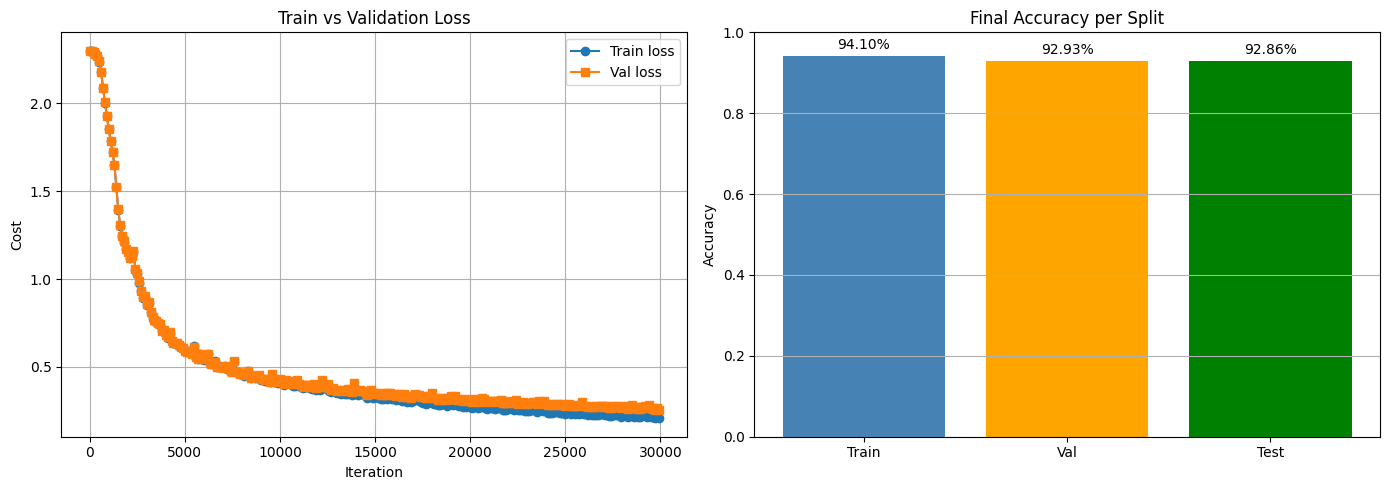 Train vs Validation Loss
Train loss
Val loss
2.0
1.5
1.0
0.5
Cost
0 5000 10000 15000 20000 25000 30000
Iteration
Final Accuracy per Split
94.10% 92.93% 92.86%
1.0
0.8
0.6
0.4
0.2
0.0
Accuracy
Train Val Test